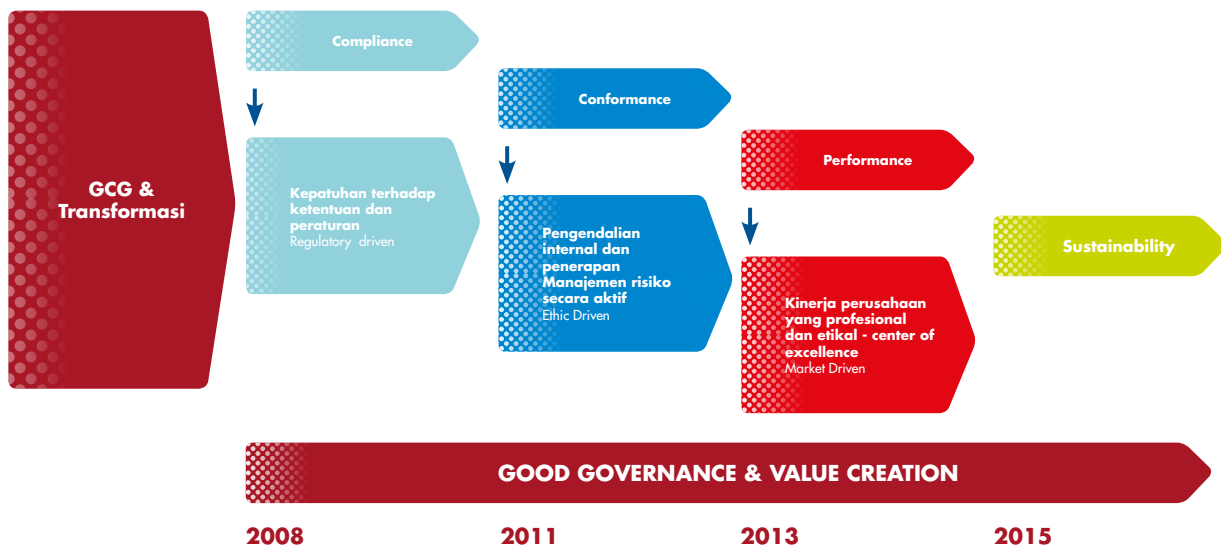 GCG &
Transformasi
Compliance
Kepatuhan terhadap
ketentuan dan
peraturan
Regulatory driven
Conformance
Pengendalian
internal dan
penerapan
Manajemen risiko
secara aktif
Ethic Driven
Performance
Kinerja perusahaan
yang profesional
dan etikal - center of
excellence
Market Driven
Sustainability
GOOD GOVERNANCE & VALUE CREATION
2008
2011
2013
2015